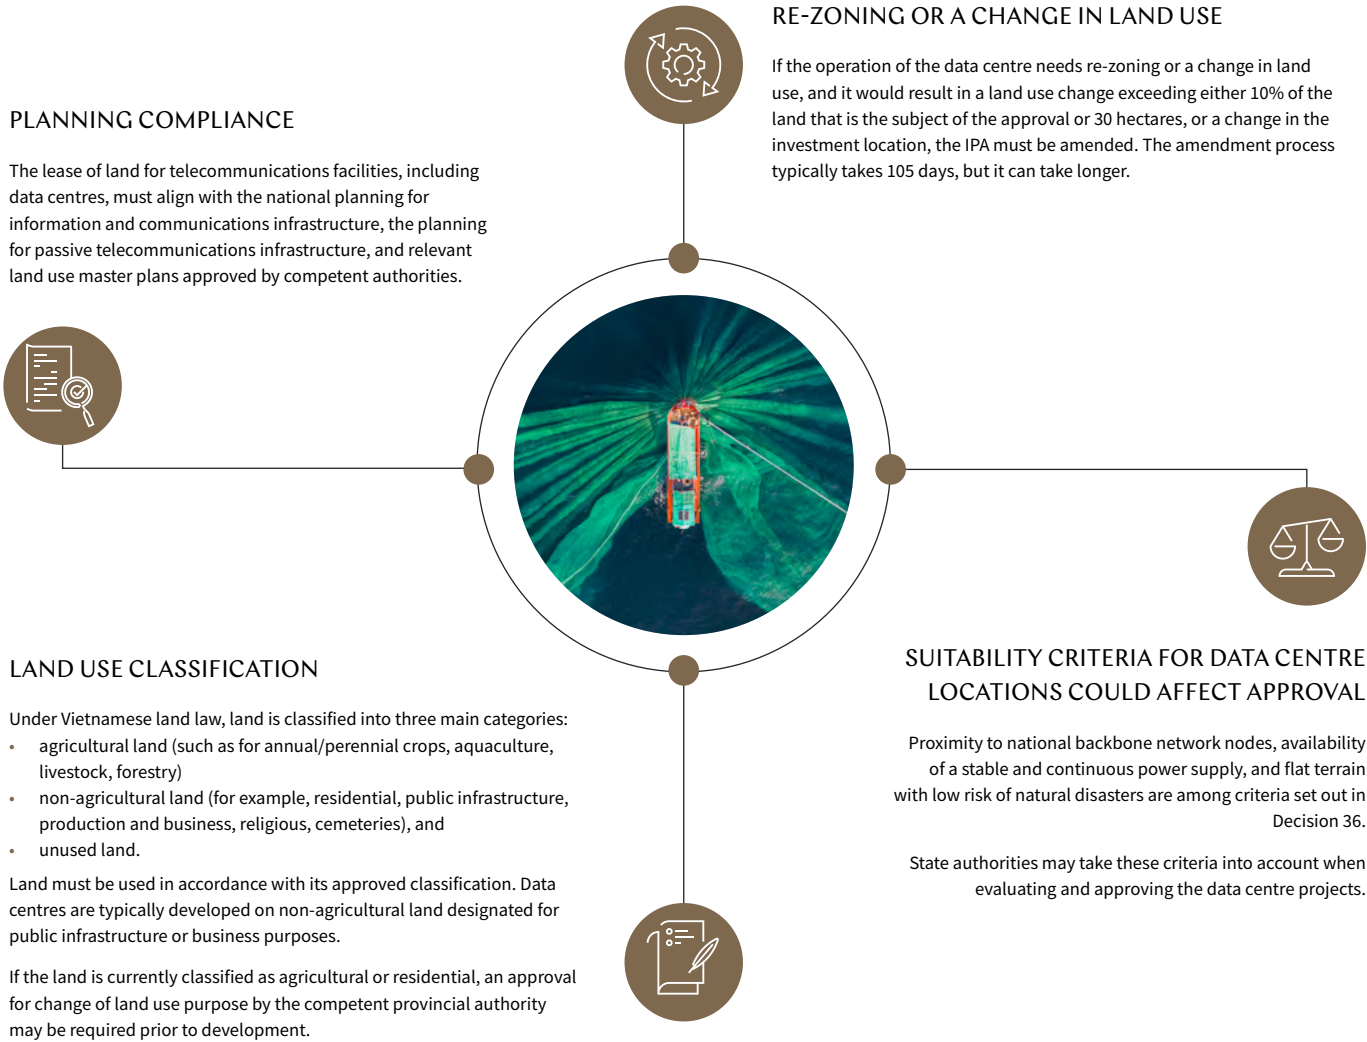 PLANNING COMPLIANCE
The lease of land for telecommunications facilities, including
data centres, must align with the national planning for
information and communications infrastructure, the planning
for passive telecommunications infrastructure, and relevant
land use master plans approved by competent authorities.
RE-ZONING OR A CHANGE IN LAND USE
If the operation of the data centre needs re-zoning or a change in land
use, and it would result in a land use change exceeding either 10% of the
land that is the subject of the approval or 30 hectares, or a change in the
investment location, the IPA must be amended. The amendment process
typically takes 105 days, but it can take longer.
LAND USE CLASSIFICATION
Under Vietnamese land law, land is classified into three main categories:
• agricultural land (such as for annual/perennial crops, aquaculture,
livestock, forestry)
• non-agricultural land (for example, residential, public infrastructure,
production and business, religious, cemeteries), and
• unused land.
Land must be used in accordance with its approved classification. Data
centres are typically developed on non-agricultural land designated for
public infrastructure or business purposes.
If the land is currently classified as agricultural or residential, an approval
for change of land use purpose by the competent provincial authority
may be required prior to development.
SUITABILITY CRITERIA FOR DATA CENTRE
LOCATIONS COULD AFFECT APPROVAL
Proximity to national backbone network nodes, availability
of a stable and continuous power supply, and flat terrain
with low risk of natural disasters are among criteria set out in
Decision 36.
State authorities may take these criteria into account when
evaluating and approving the data centre projects.